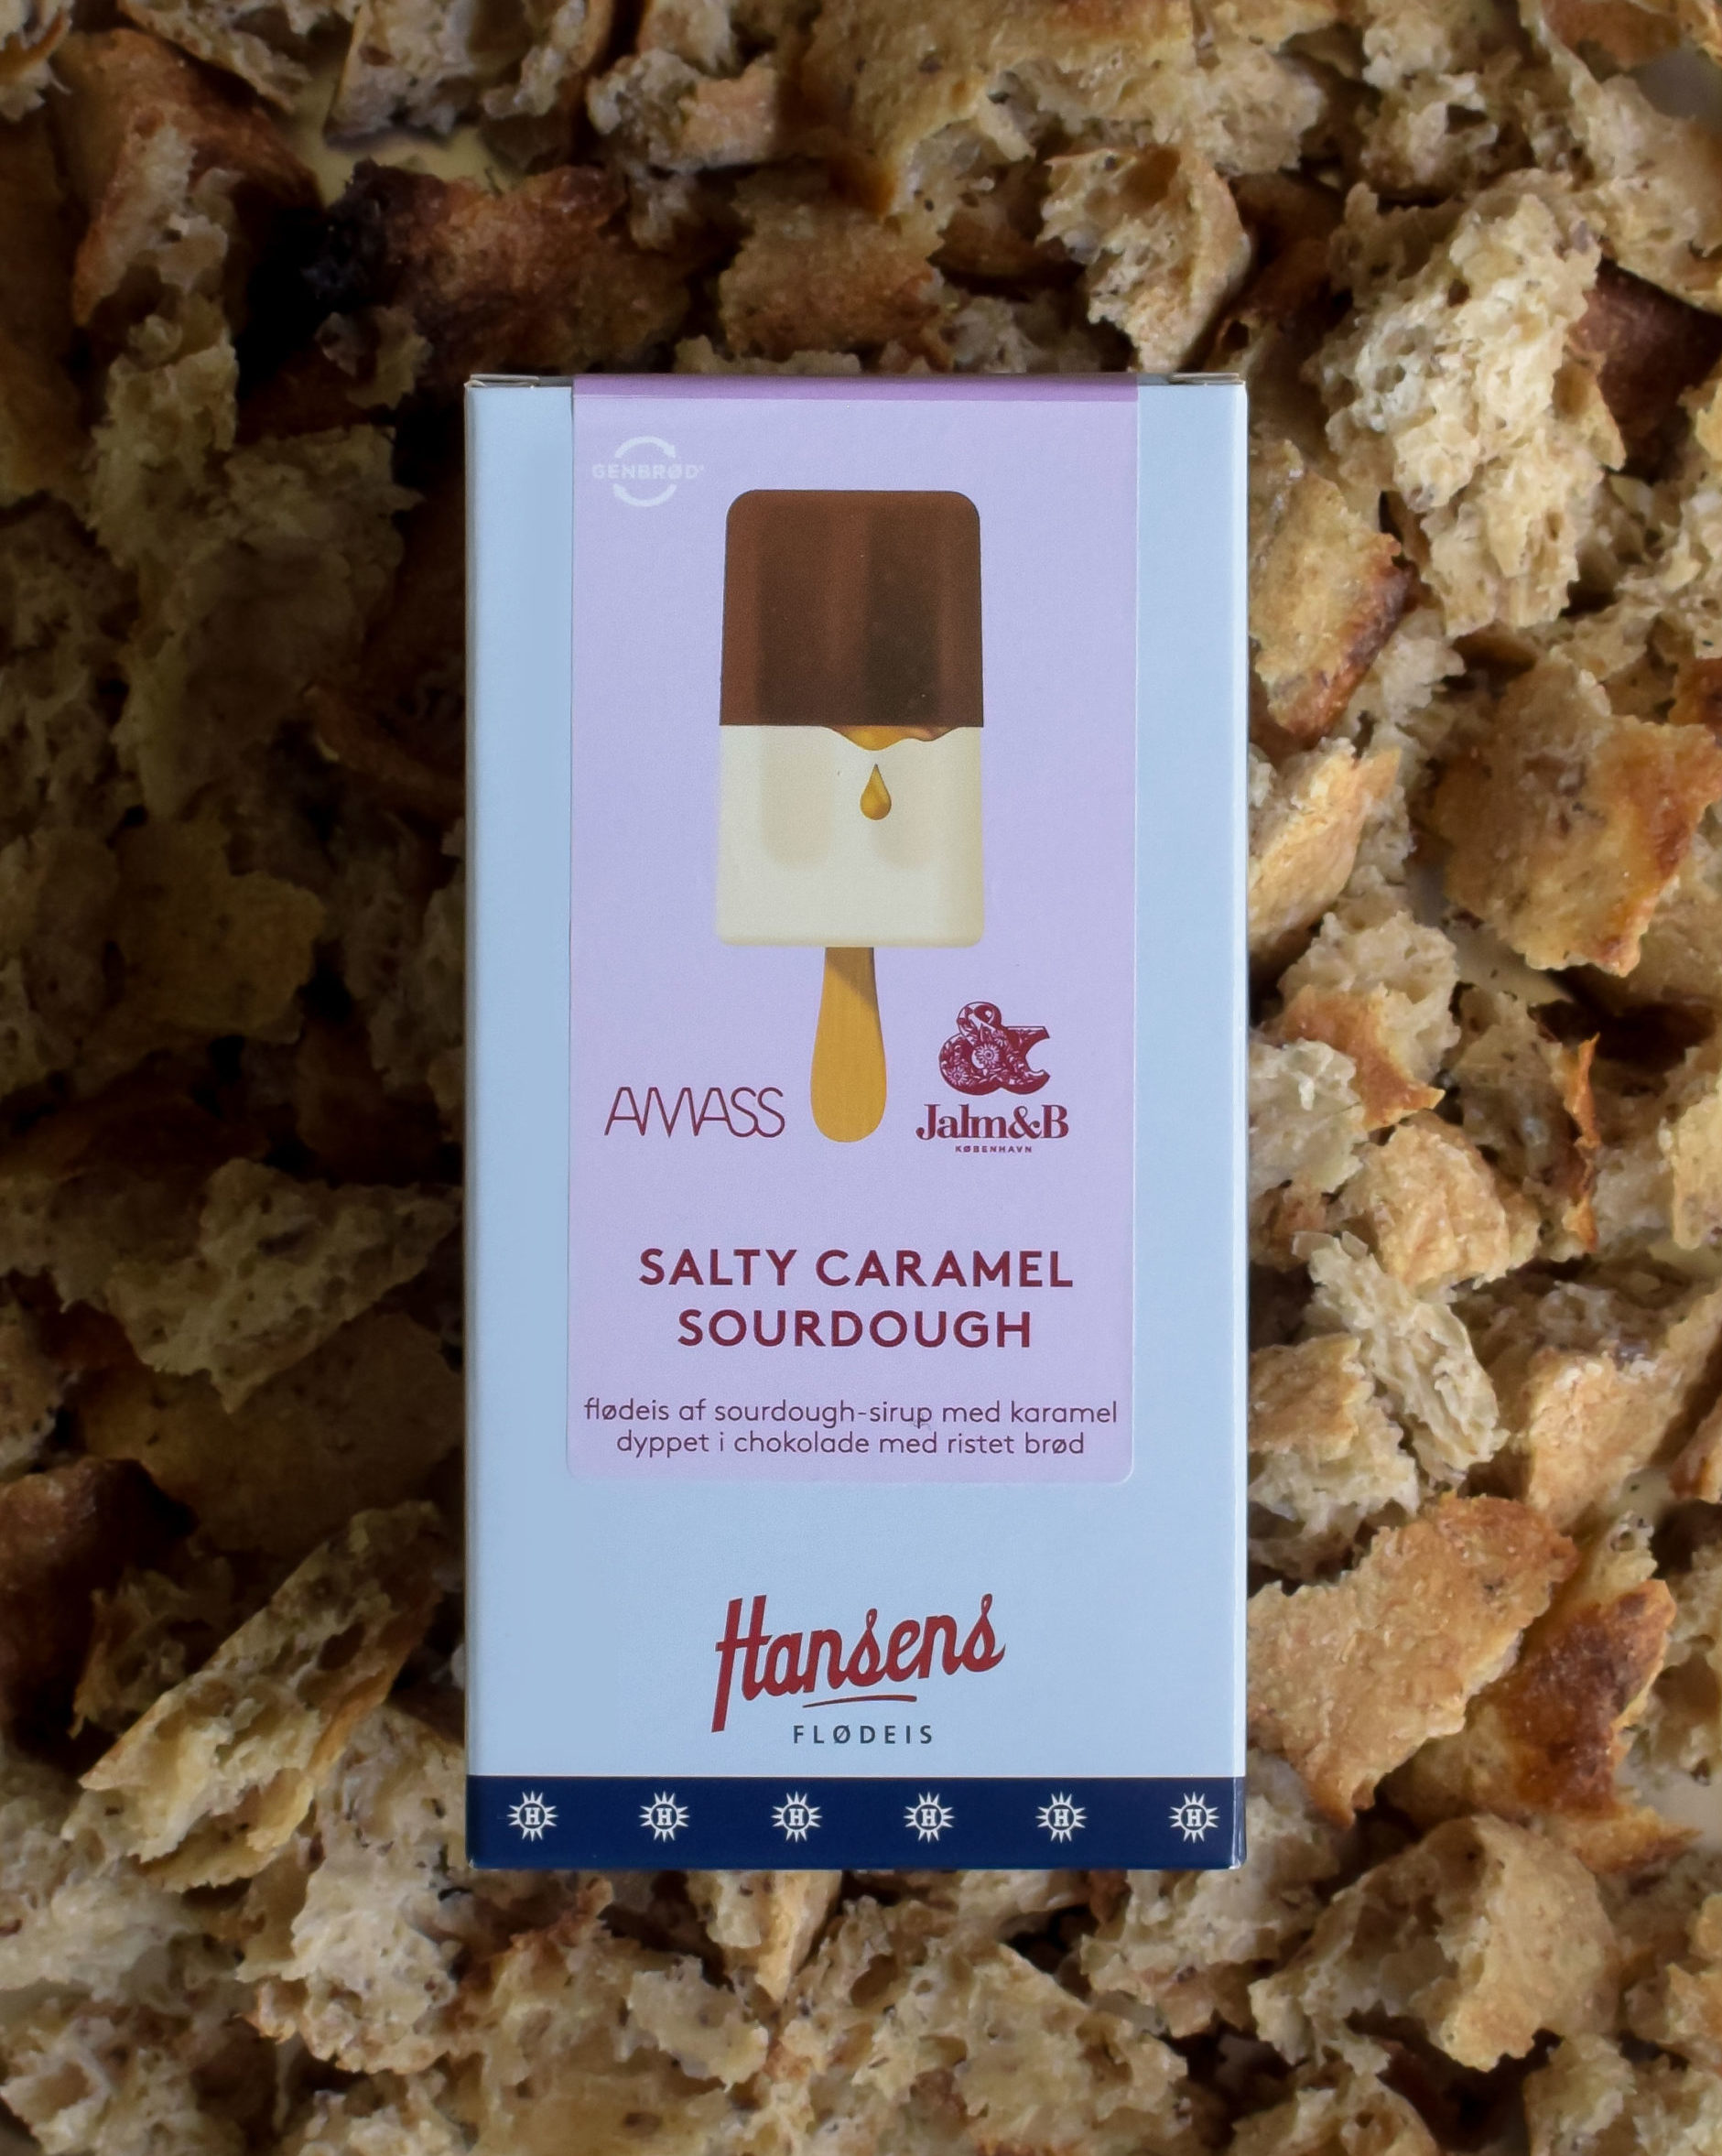 GENBRØD®
AMASS
&
Jalm&B
KØBENHAVN
SALTY CARAMEL
SOURDOUGH
flødeis af sourdough-sirup med karamel
dyppet i chokolade med ristet brød
Hansens
FLØDEIS
H H H H H H